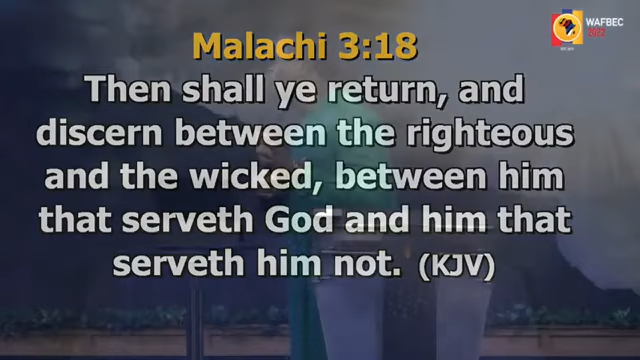 WAFBEC
2022
Malachi 3:18
Then shall ye return, and
discern between the righteous
and the wicked, between him
that serveth God and him that
serveth him not. (KJV)